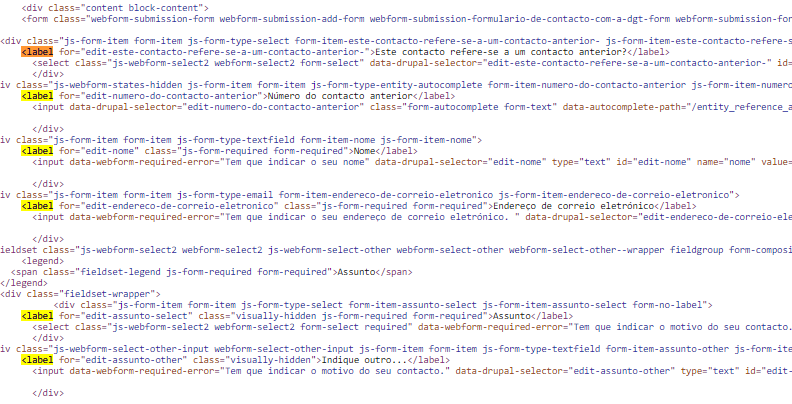 <div class="content block-content">
<form class="webform-submission-form webform-submission-add-form webform-submission-formulario-de-contacto-com-a-dgt-form webform-submission-for
<div class="js-form-item form-item js-form-type-select form-item-este-contacto-refere-se-a-um-contacto-anterior- js-form-item-este-contacto-refere-s
<label for="edit-este-contacto-refere-se-a-um-contacto-anterior-">Este contacto refere-se a um contacto anterior?</label>
<select class="js-webform-select2 webform-select2 form-select" data-drupal-selector="edit-este-contacto-refere-se-a-um-contacto-anterior-" id=
</div>
iv class="js-webform-states-hidden js-form-item form-item js-form-type-entity-autocomplete form-item-numero-do-contacto-anterior js-form-item-numero
<label for="edit-numero-do-contacto-anterior">Número do contacto anterior</label>
<input data-drupal-selector="edit-numero-do-contacto-anterior" class="form-autocomplete form-text" data-autocomplete-path="/entity_reference_a
</div>
iv class="js-form-item form-item js-form-type-textfield form-item-nome js-form-item-nome">
<label for="edit-nome" class="js-form-required form-required">Nome</label>
<input data-webform-required-error="Tem que indicar o seu nome" data-drupal-selector="edit-nome" type="text" id="edit-nome" name="nome" value=
</div>
iv class="js-form-item form-item js-form-type-email form-item-endereco-de-correio-eletronico js-form-item-endereco-de-correio-eletronico">
<label for="edit-endereco-de-correio-eletronico" class="js-form-required form-required">Endereço de correio eletrónico</label>
<input data-webform-required-error="Tem que indicar o seu endereço de correio eletrónico. " data-drupal-selector="edit-endereco-de-correio-ele
</div>
ieldset class="js-webform-select2 webform-select2 js-webform-select-other webform-select-other webform-select-other--wrapper fieldgroup form-composi
<legend>
<span class="fieldset-legend js-form-required form-required">Assunto</span>
</legend>
<div class="fieldset-wrapper">
<div class="js-form-item form-item js-form-type-select form-item-assunto-select js-form-item-assunto-select form-no-label">
<label for="edit-assunto-select" class="visually-hidden js-form-required form-required">Assunto</label>
<select class="js-webform-select2 webform-select2 form-select required" data-webform-required-error="Tem que indicar o motivo do seu contacto.
</div>
iv class="js-webform-select-other-input webform-select-other-input js-form-item form-item js-form-type-textfield form-item-assunto-other js-form-ite
<label for="edit-assunto-other" class="visually-hidden">Indique outro...</label>
<input data-webform-required-error="Tem que indicar o motivo do seu contacto." data-drupal-selector="edit-assunto-other" type="text" id="edit-
</div>